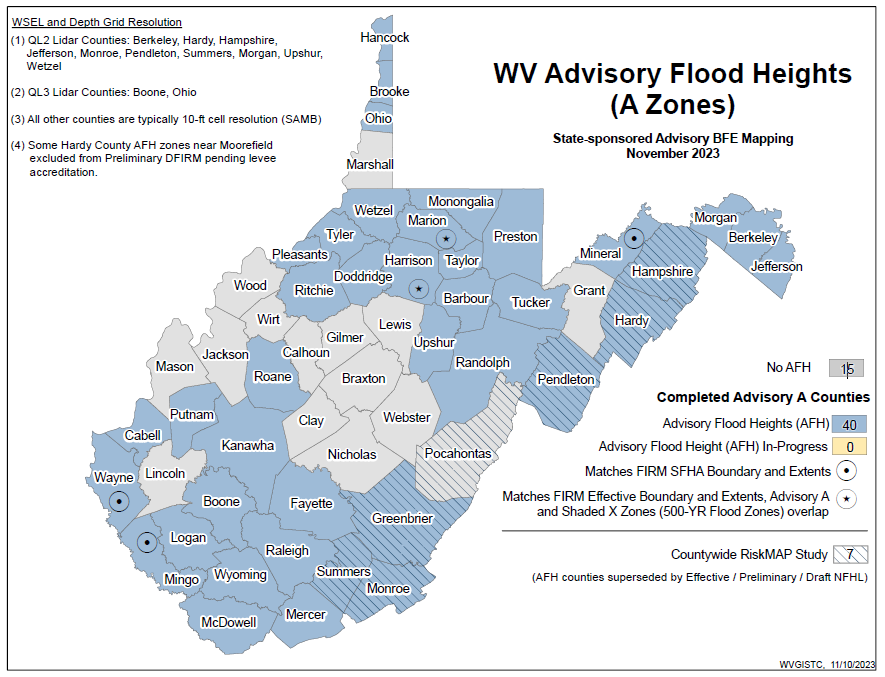 WSEL and Depth Grid Resolution
(1) QL2 Lidar Counties: Berkeley, Hardy, Hampshire,
Jefferson, Monroe, Pendleton, Summers, Morgan, Upshur,
Wetzel
(2) QL3 Lidar Counties: Boone, Ohio
(3) All other counties are typically 10-ft cell resolution (SAMB)
(4) Some Hardy County AFH zones near Moorefield
excluded from Preliminary DFIRM pending levee
accreditation.
WV Advisory Flood Heights
(A Zones)
State-sponsored Advisory BFE Mapping
November 2023
Hancock
Brooke
Ohio
Marshall
Wetzel
Monongalia
Marion
Tyler
Preston
Morgan
Berkeley
Jefferson
Mineral
Pleasants
Harrison
Taylor
Hampshire
Doddridge
Wood
Ritchie
Barbour
Tucker
Grant
Hardy
Wirt
Lewis
Gilmer
Upshur
Calhoun
Jackson
Mason
Roane
Randolph
Braxton
Pendleton
Putnam
Clay
Webster
Cabell
Kanawha
Nicholas
Pocahontas
Wayne
Lincoln
Boone
Fayette
Greenbrier
Logan
Raleigh
Mingo
Wyoming
Summers
Monroe
McDowell
Mercer
No AFH 15
Completed Advisory A Counties
Advisory Flood Heights (AFH) 40
Advisory Flood Height (AFH) In-Progress 0
Matches FIRM SFHA Boundary and Extents
Matches FIRM Effective Boundary and Extents, Advisory A
and Shaded X Zones (500-YR Flood Zones) overlap
Countywide RiskMAP Study 7
(AFH counties superseded by Effective / Preliminary / Draft NFHL)
WVGISTC, 11/10/2023